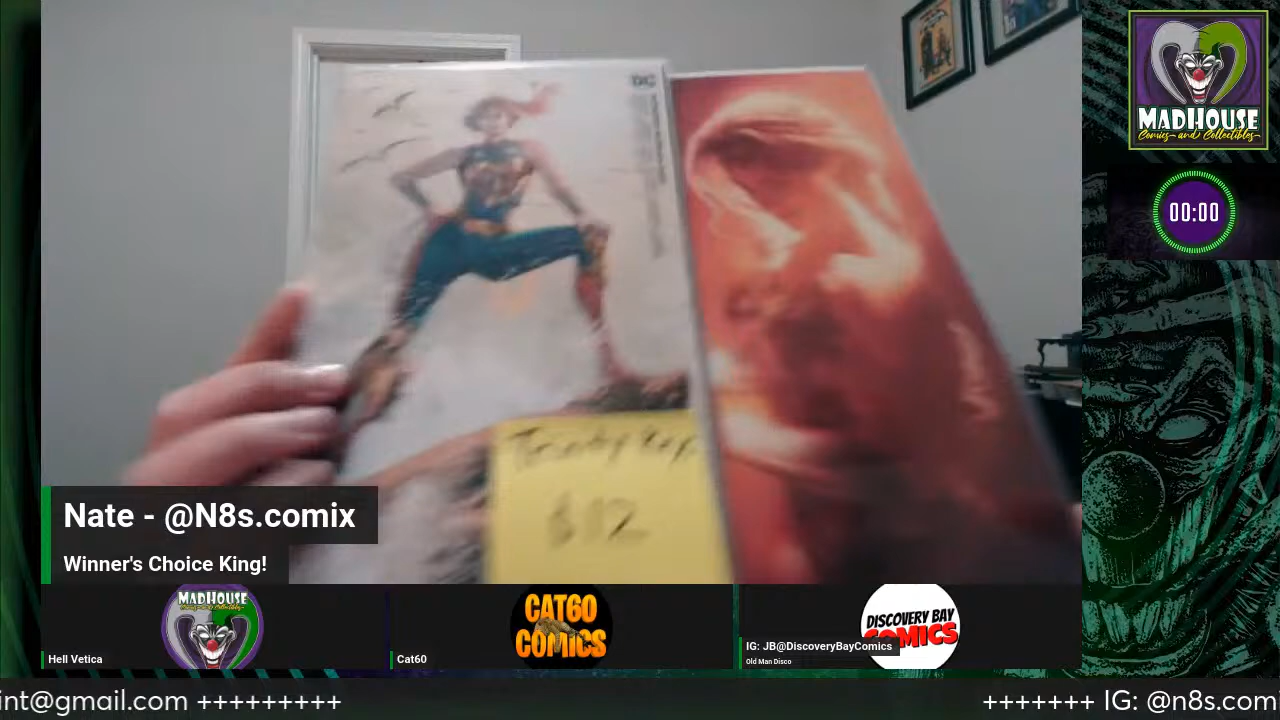 DC
MADHOUSE
Comics and Collectibles
00:00
$12
Nate - @N8s.comix
Winner's Choice King!
MADHOUSE
Hell Vetica
CAT60
COMICS
Cat60
DISCOVERY BAY
COMICS
IG: JB@DiscoveryBayComics
Old Man Disco
int@gmail.com +++++++++
+++++++ IG: @n8s.com